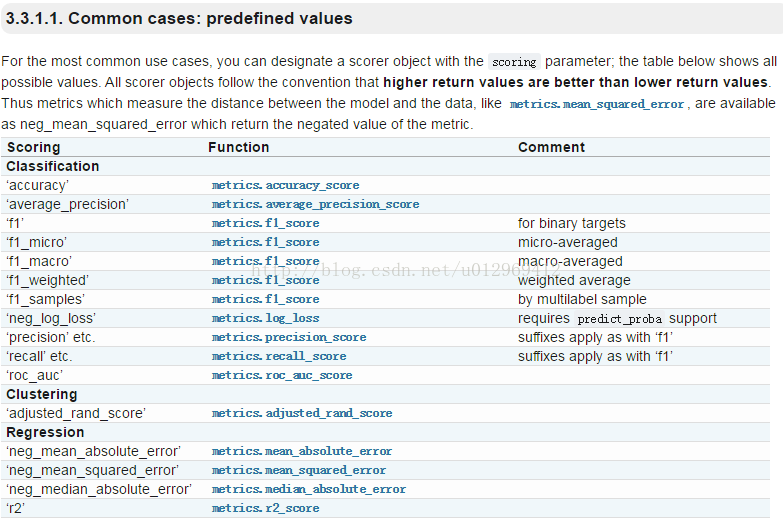 3.3.1.1. Common cases: predefined values
For the most common use cases, you can designate a scorer object with the scoring parameter; the table below shows all
possible values. All scorer objects follow the convention that higher return values are better than lower return values.
Thus metrics which measure the distance between the model and the data, like metrics.mean_squared_error, are available
as neg_mean_squared_error which return the negated value of the metric.
Scoring Function Comment
Classification
‘accuracy’ metrics.accuracy_score
‘average_precision’ metrics.average_precision_score
‘f1’ metrics.f1_score for binary targets
‘f1_micro’ metrics.f1_score micro-averaged
‘f1_macro’ metrics.f1_score macro-averaged
http://blog.csdn.net/u012969412
‘f1_weighted’ metrics.f1_score weighted average
‘f1_samples’ metrics.f1_score by multilabel sample
‘neg_log_loss’ metrics.log_loss requires predict_proba support
‘precision’ etc. metrics.precision_score suffixes apply as with ‘f1’
‘recall’ etc. metrics.recall_score suffixes apply as with ‘f1’
‘roc_auc’ metrics.roc_auc_score
Clustering
‘adjusted_rand_score’ metrics.adjusted_rand_score
Regression
‘neg_mean_absolute_error’ metrics.mean_absolute_error
‘neg_mean_squared_error’ metrics.mean_squared_error
‘neg_median_absolute_error’ metrics.median_absolute_error
‘r2’ metrics.r2_score